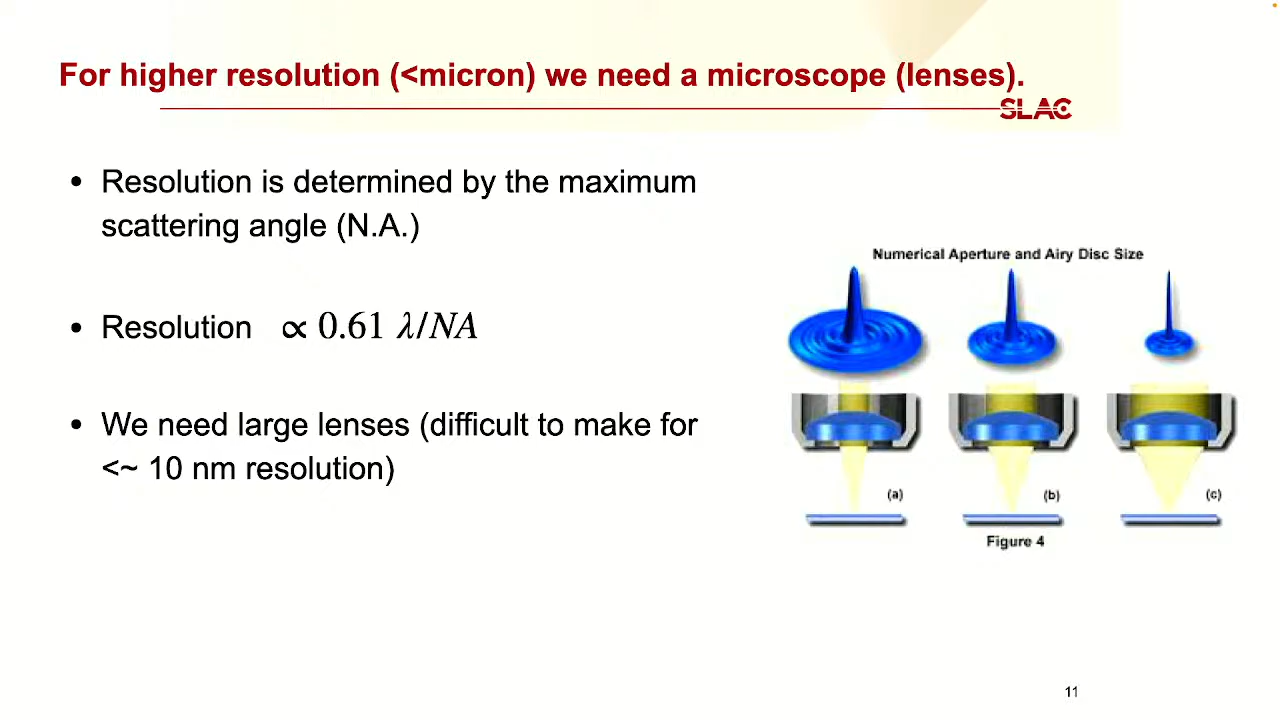 For higher resolution (<micron) we need a microscope (lenses).
SLAC
• Resolution is determined by the maximum
scattering angle (N.A.)
• Resolution ∝ 0.61 λ/NA
• We need large lenses (difficult to make for
<~ 10 nm resolution)
Numerical Aperture and Airy Disc Size
(a) (b) (c)
Figure 4
11